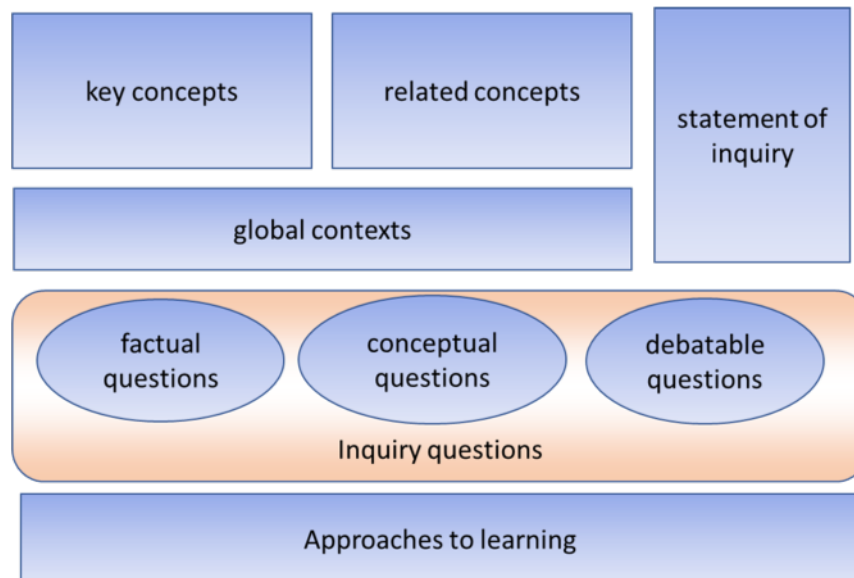 key concepts
related concepts
statement of
inquiry
global contexts
factual
questions
conceptual
questions
debatable
questions
Inquiry questions
Approaches to learning